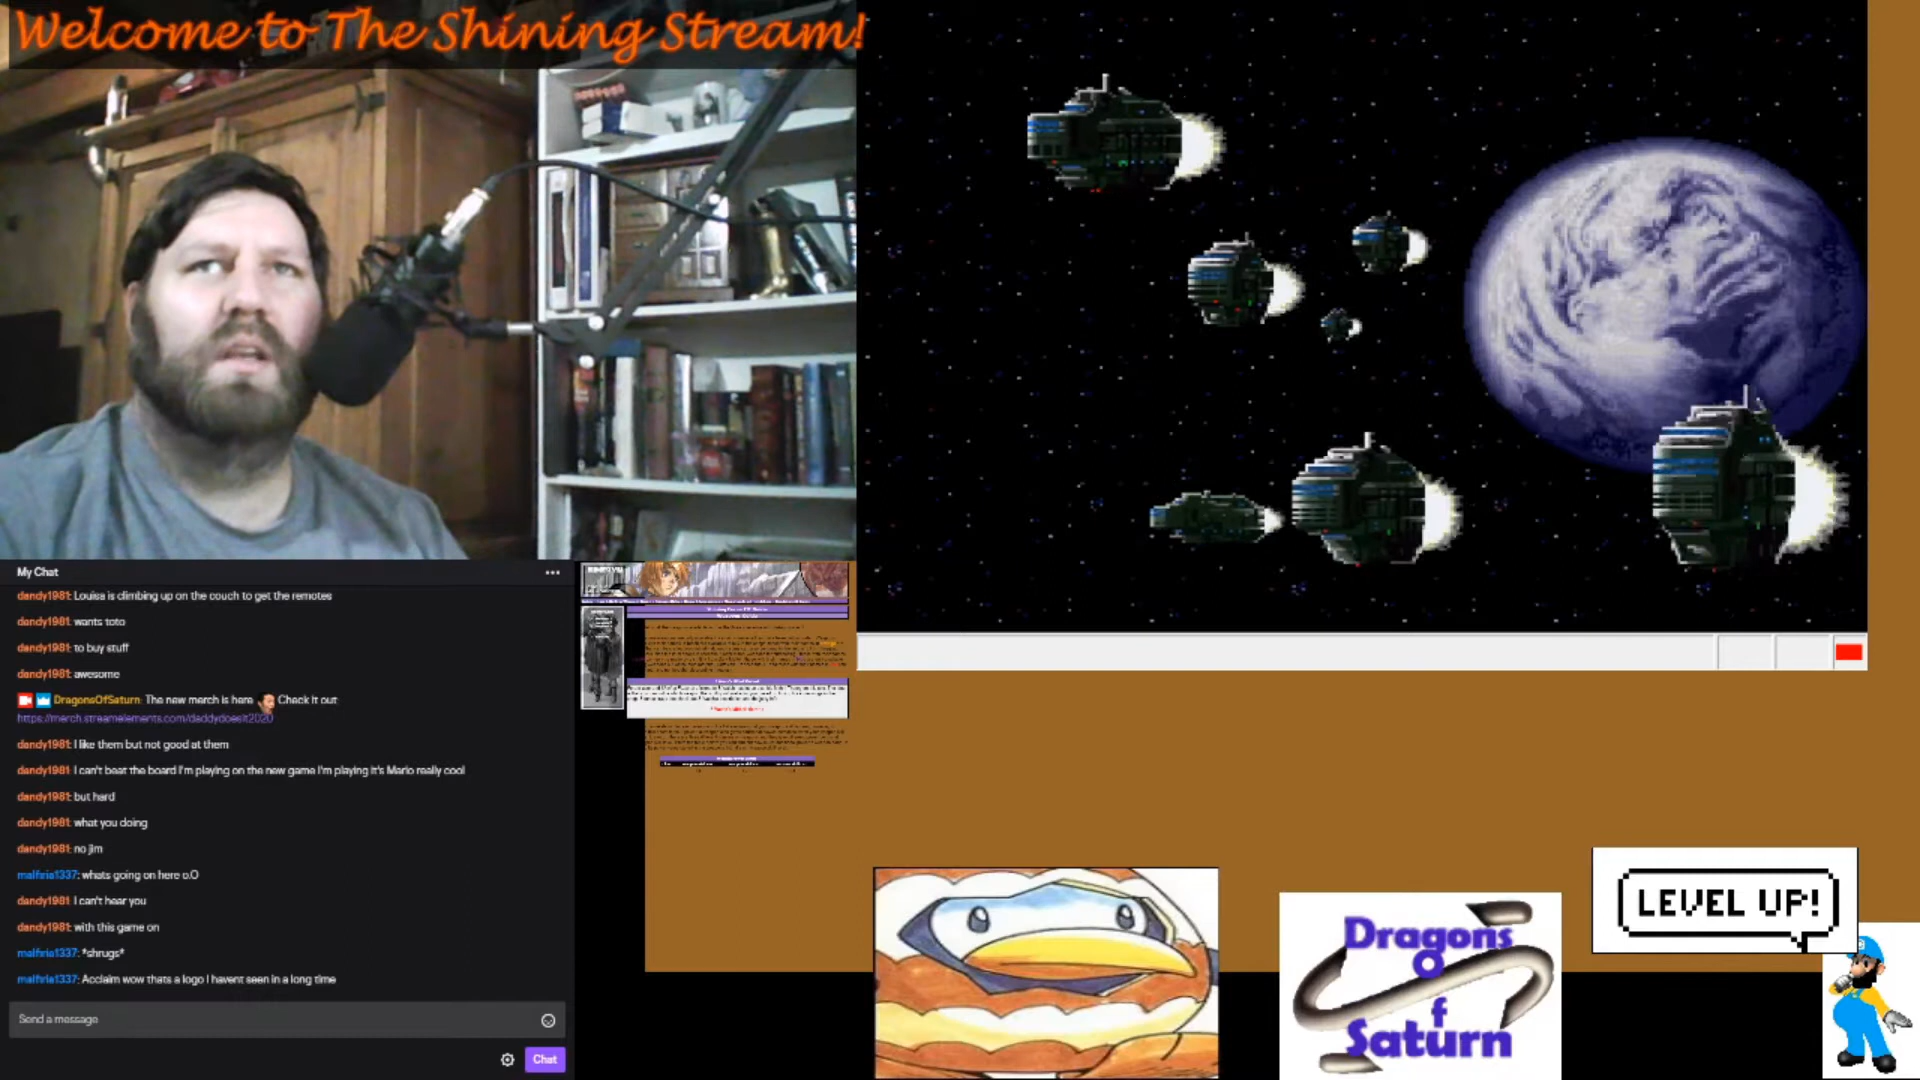 Welcome to The Shining Stream!
My Chat
dandy1981: Louisa is climbing up on the couch to get the remotes
dandy1981: wants toto
dandy1981: to buy stuff
dandy1981: awesome
DragonsOfSaturn: The new merch is here Check it out:
https://merch.streamelements.com/daddydoesit2020
dandy1981: I like them but not good at them
dandy1981: I can't beat the board I'm playing on the new game I'm playing it's Mario really cool
dandy1981: but hard
dandy1981: what you doing
dandy1981: no jim
malfiria1337: whats going on here o.O
dandy1981: I can't hear you
dandy1981: with this game on
malfiria1337: *shrugs*
malfiria1337: Acclaim wow thats a logo I havent seen in a long time
Send a message
Chat
Dragons
O
f
Saturn
LEVEL UP!